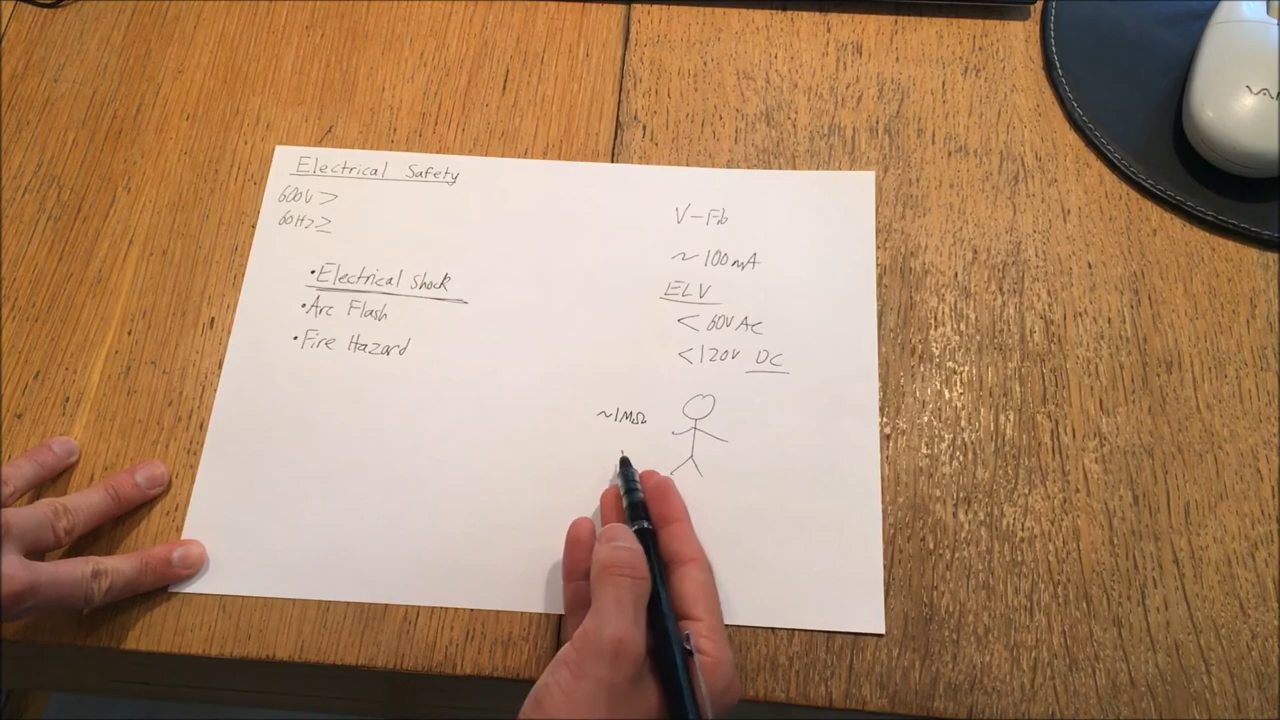 Electrical Safety
600V >
60Hz ≥
• Electrical Shock
• Arc Flash
• Fire Hazard
V-Fib
~100mA
ELV
<60V AC
<120V DC
~1MΩ